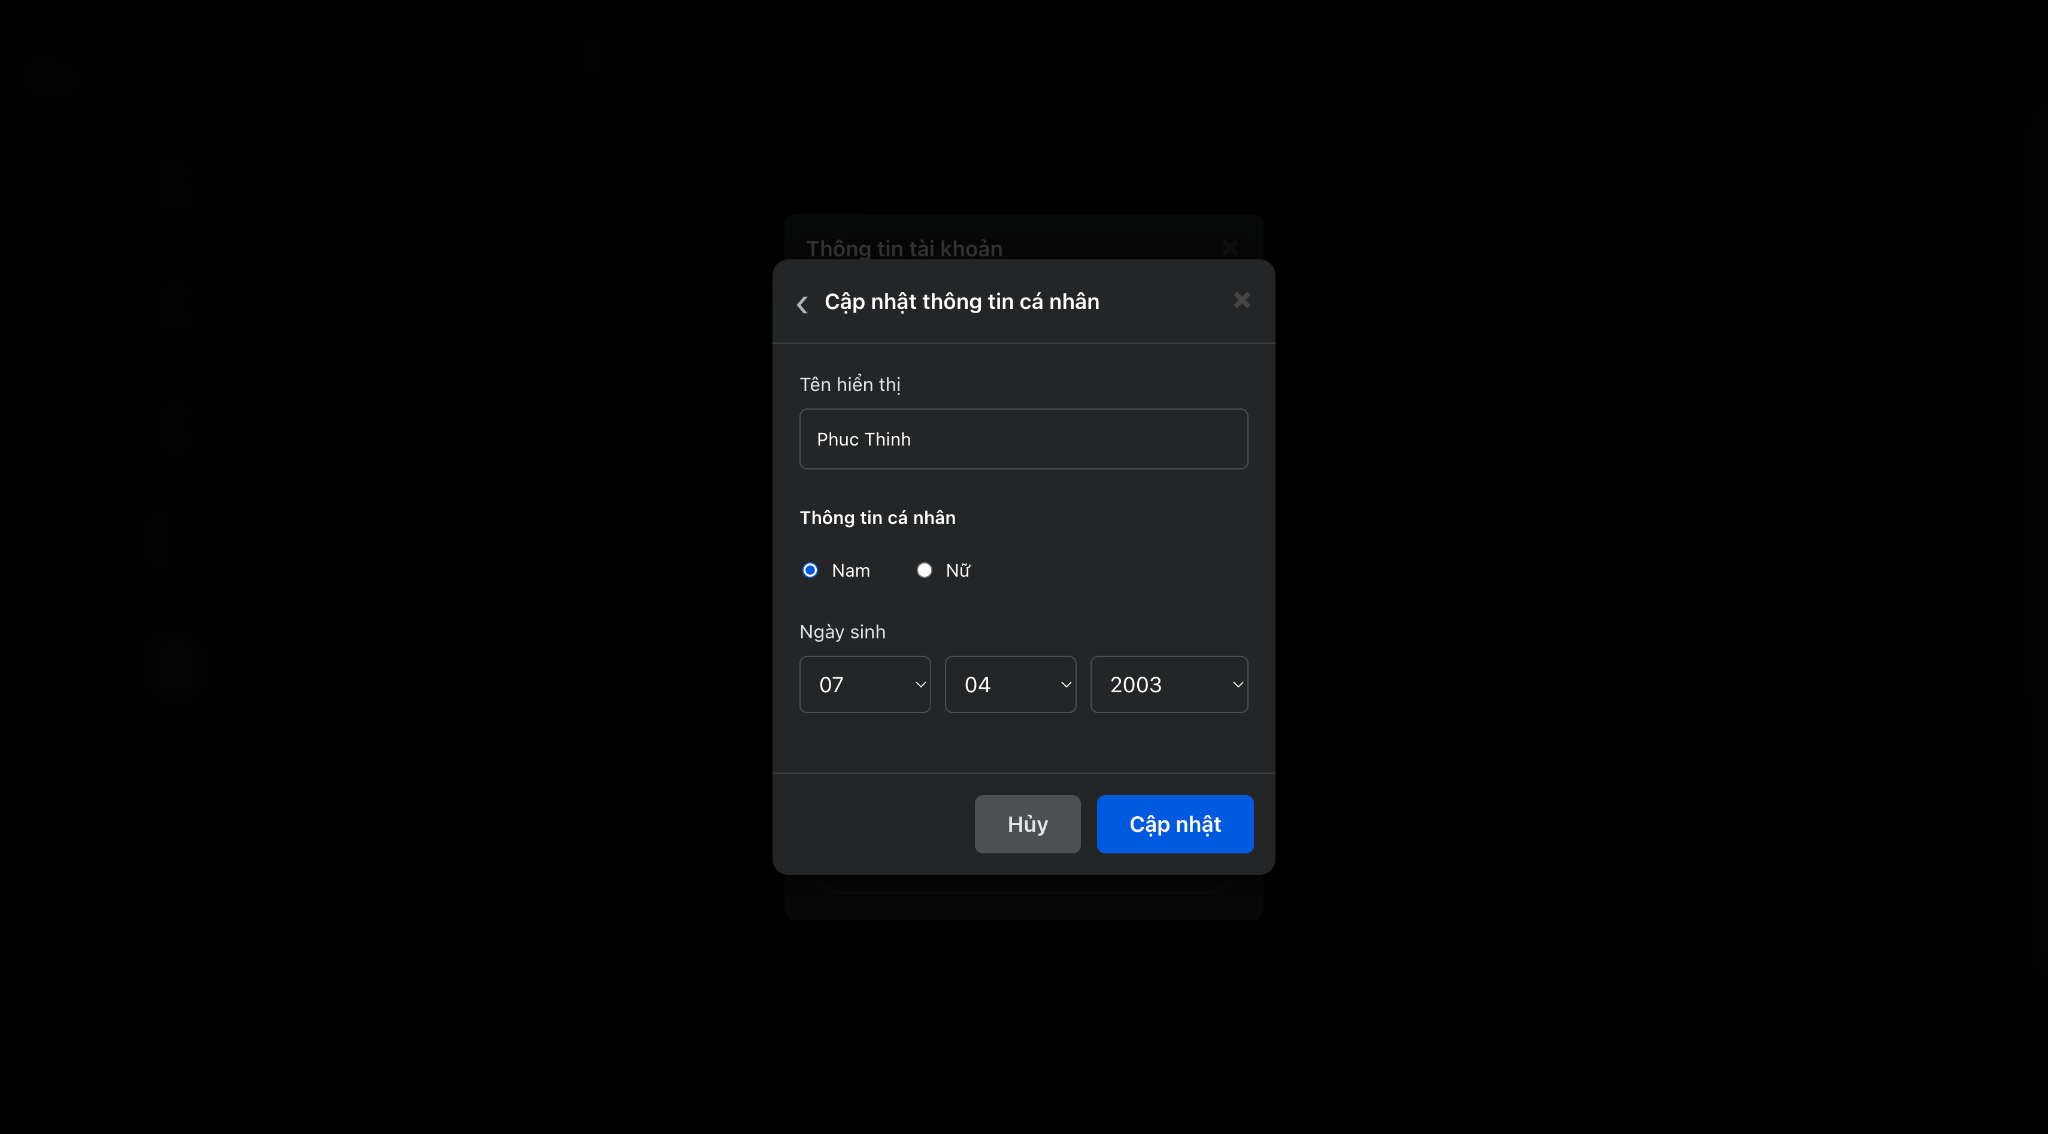 Thông tin tài khoản
Cập nhật thông tin cá nhân
Tên hiển thị
Phuc Thinh
Thông tin cá nhân
Nam Nữ
Ngày sinh
07 04 2003
Hủy Cập nhật